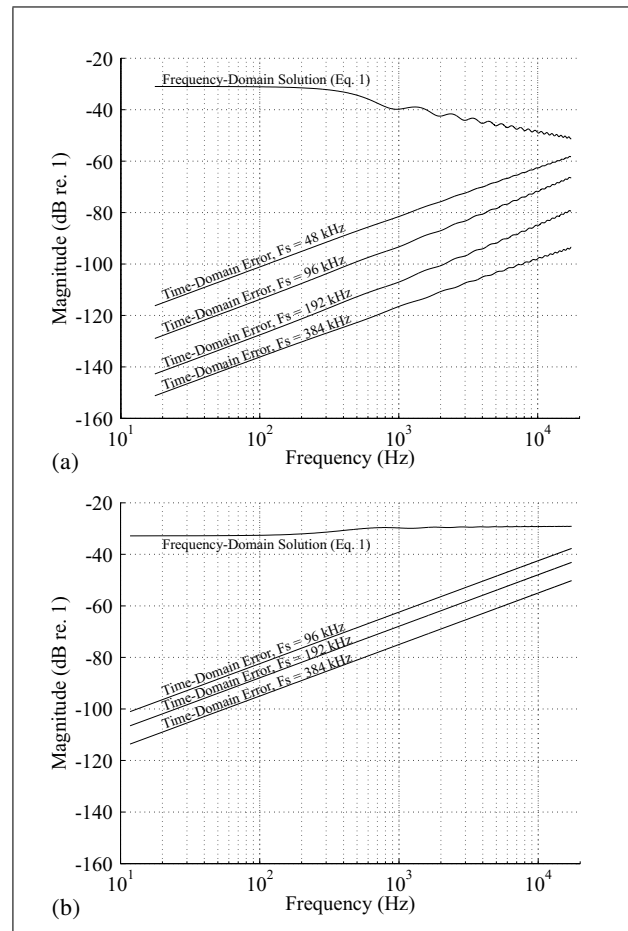 -20
Frequency-Domain Solution (Eq. 1)
-40
-60
-80
Time-Domain Error, Fs = 48 kHz
-100
Time-Domain Error, Fs = 96 kHz
-120
Time-Domain Error, Fs = 192 kHz
Time-Domain Error, Fs = 384 kHz
-140
-160
Magnitude (dB re. 1)
10^1
10^2
10^3
10^4
(a)
Frequency (Hz)
-20
-40
Frequency-Domain Solution (Eq. 1)
-60
-80
Time-Domain Error, Fs = 96 kHz
Time-Domain Error, Fs = 192 kHz
-100
Time-Domain Error, Fs = 384 kHz
-120
-140
-160
Magnitude (dB re. 1)
10^1
10^2
10^3
10^4
(b)
Frequency (Hz)